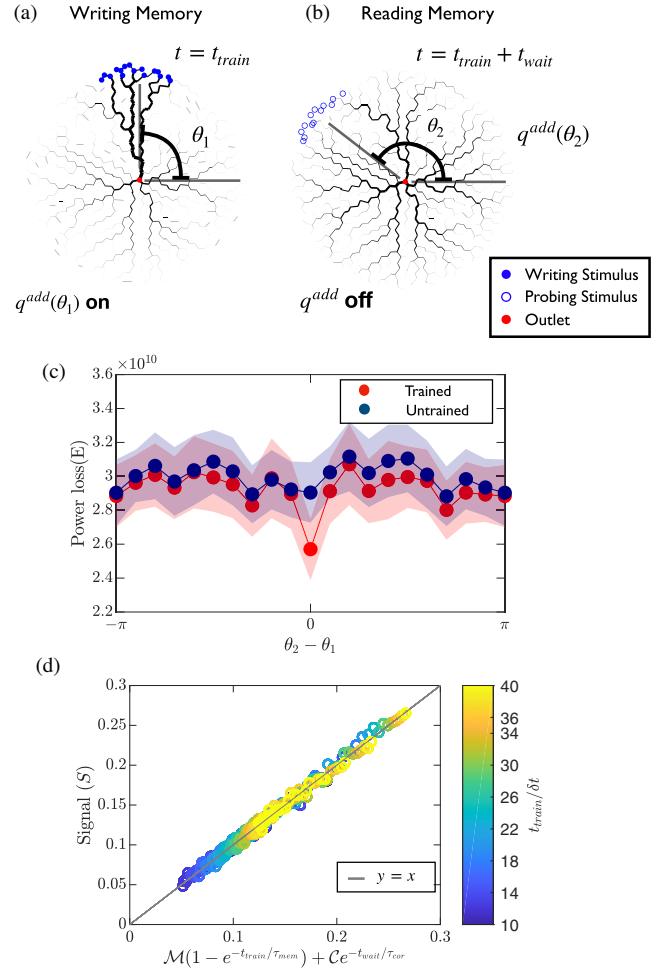 (a) Writing Memory
t = t_train
θ₁
q^add(θ₁) on
(b) Reading Memory
t = t_train + t_wait
θ₂
q^add(θ₂)
q^add off
Writing Stimulus
Probing Stimulus
Outlet
(c)
×10¹⁰
3.6
3.4
3.2
3
2.8
2.6
2.4
2.2
Power loss(E)
Trained
Untrained
−π 0 π
θ₂ − θ₁
(d)
0.3
0.25
0.2
0.15
0.1
0.05
0
Signal (S)
y = x
0 0.1 0.2 0.3
ℳ(1 − e^{−t_train/τ_mem}) + 𝒞e^{−t_wait/τ_cor}
40
36
34
30
26
22
18
14
10
t_train/δt